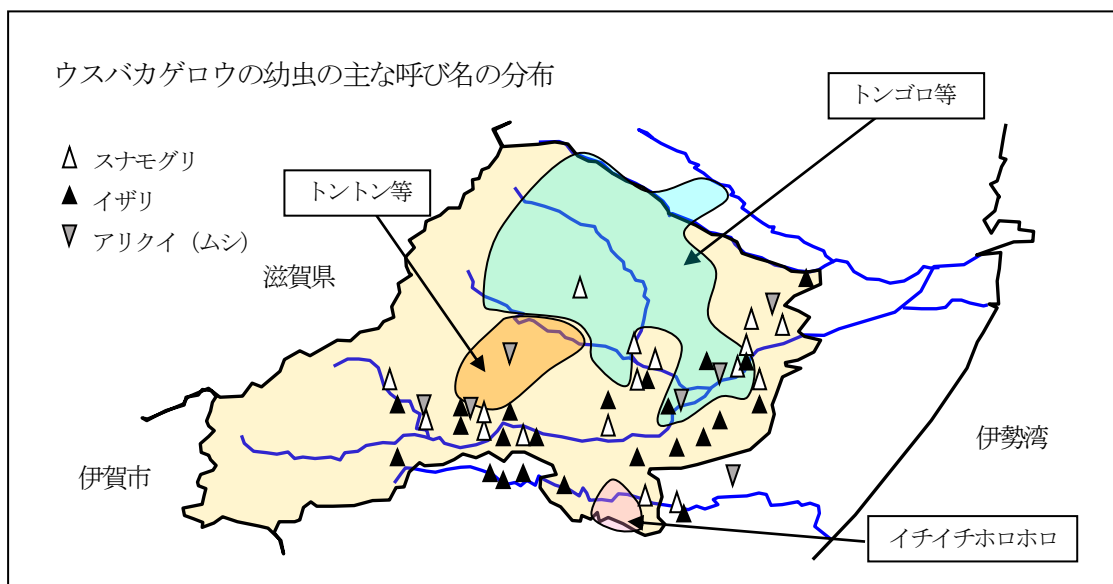 ウスバカゲロウの幼虫の主な呼び名の分布
トンゴロ等
スナモグリ
イザリ
アリクイ（ムシ）
トントン等
滋賀県
伊賀市
伊勢湾
イチイチホロホロ